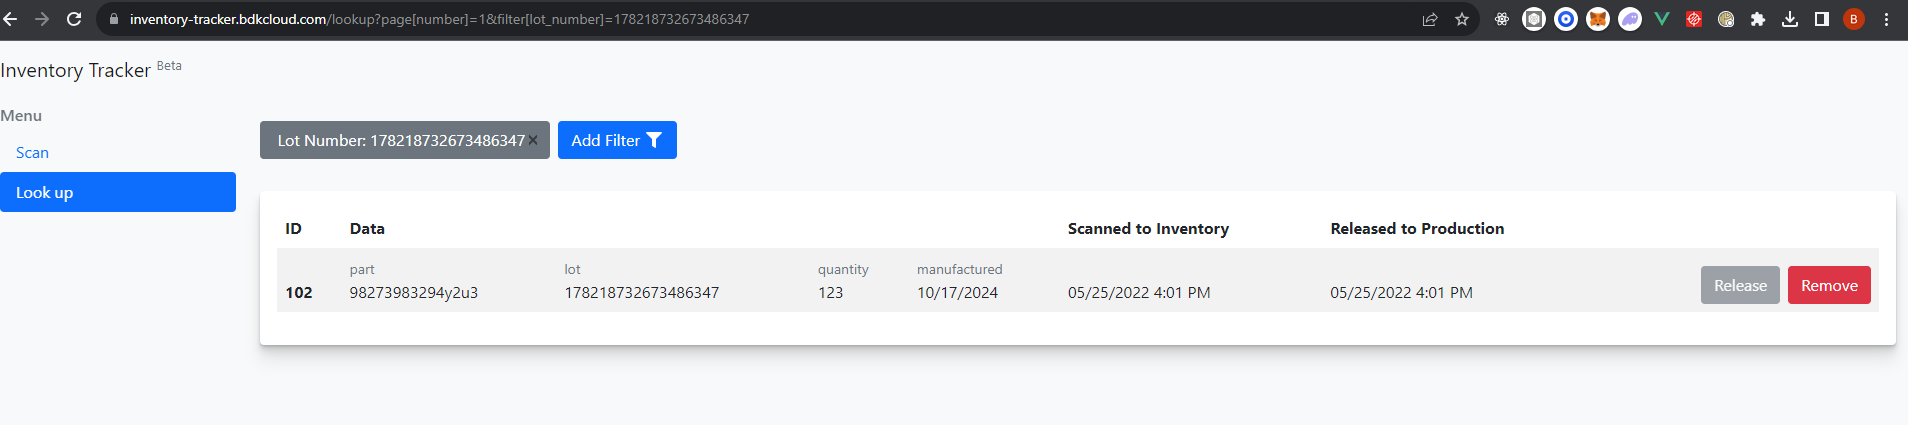 inventory-tracker.bdkcloud.com/lookup?page[number]=1&filter[lot_number]=178218732673486347
B
Inventory Tracker Beta
Menu
Scan
Look up
Lot Number: 178218732673486347 ×
Add Filter
ID Data Scanned to Inventory Released to Production
part lot quantity manufactured
102 98273983294y2u3 178218732673486347 123 10/17/2024 05/25/2022 4:01 PM 05/25/2022 4:01 PM Release Remove